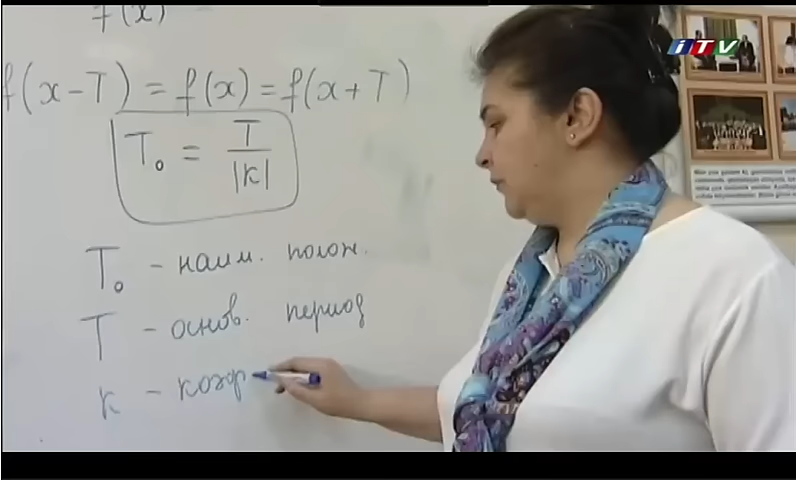 f(x)
f(x-T) = f(x) = f(x+T)
T₀ = T/|k|
T₀ - наим. полож.
T - основ. период
k - коэф
iTV